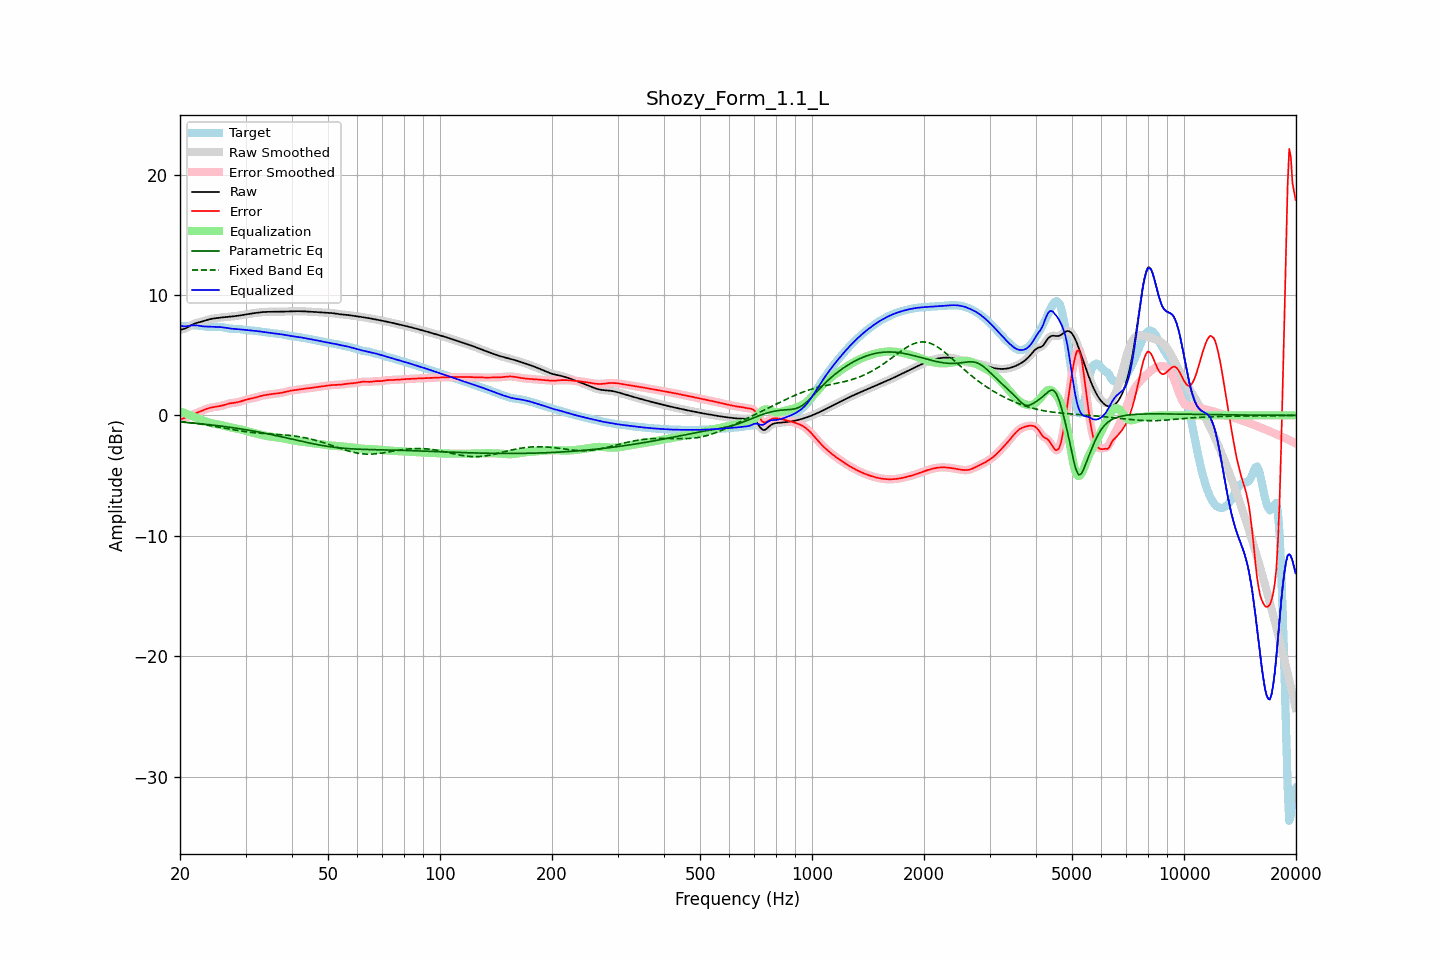 Shozy_Form_1.1_L
Target
Raw Smoothed
Error Smoothed
Raw
Error
Equalization
Parametric Eq
Fixed Band Eq
Equalized
20
10
0
−10
−20
−30
Amplitude (dBr)
20 50 100 200 500 1000 2000 5000 10000 20000
Frequency (Hz)